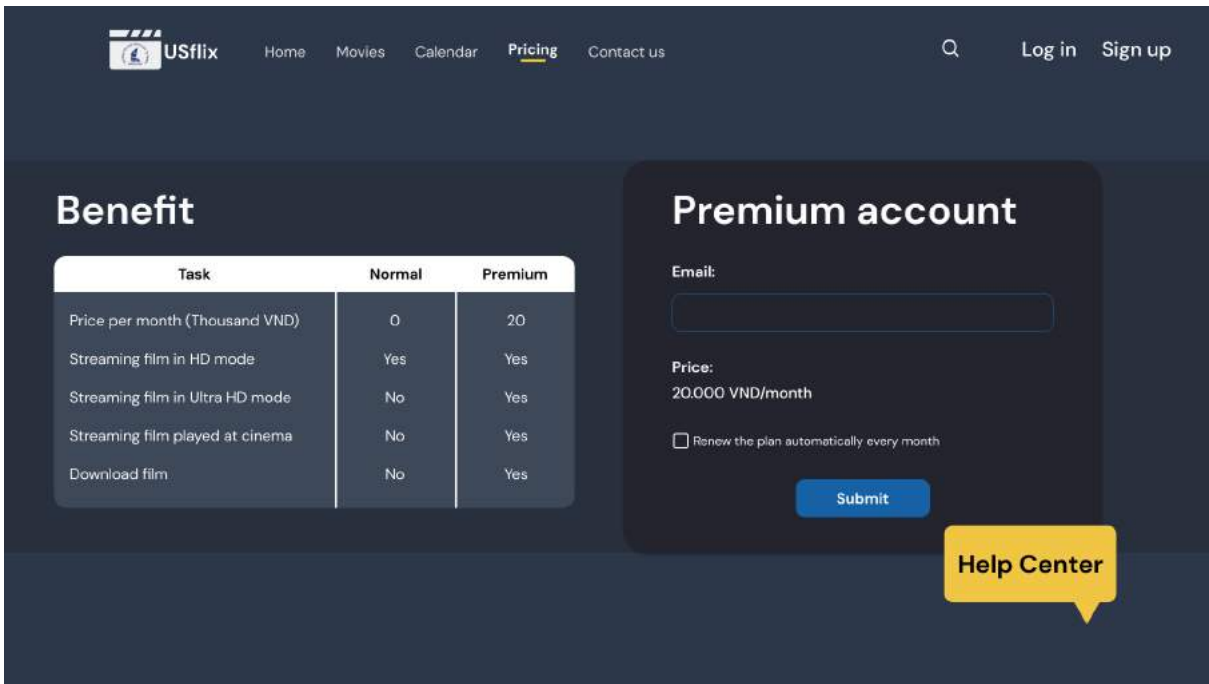 USflix Home Movies Calendar Pricing Contact us Log in Sign up
Benefit
Task Normal Premium
Price per month (Thousand VND) 0 20
Streaming film in HD mode Yes Yes
Streaming film in Ultra HD mode No Yes
Streaming film played at cinema No Yes
Download film No Yes
Premium account
Email:
Price:
20.000 VND/month
Renew the plan automatically every month
Submit
Help Center